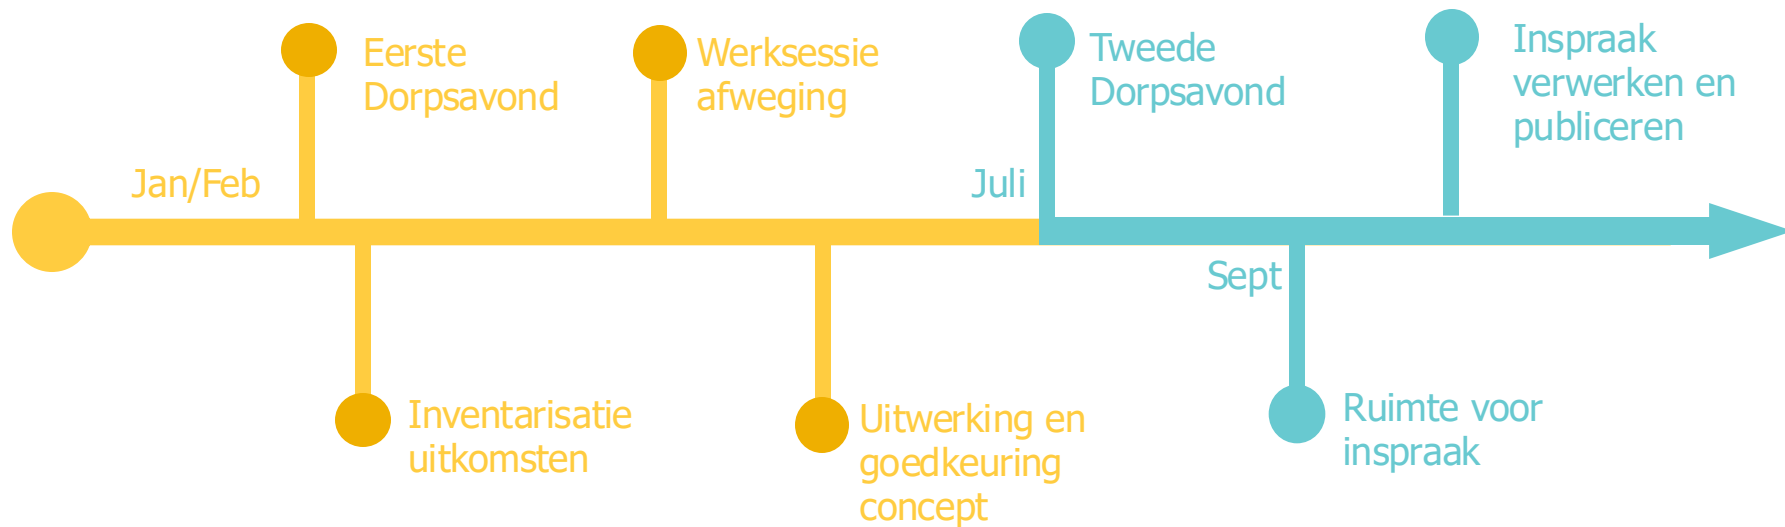 Jan/Feb
Eerste
Dorpsavond
Inventarisatie
uitkomsten
Werksessie
afweging
Uitwerking en
goedkeuring
concept
Juli
Tweede
Dorpsavond
Sept
Ruimte voor
inspraak
Inspraak
verwerken en
publiceren